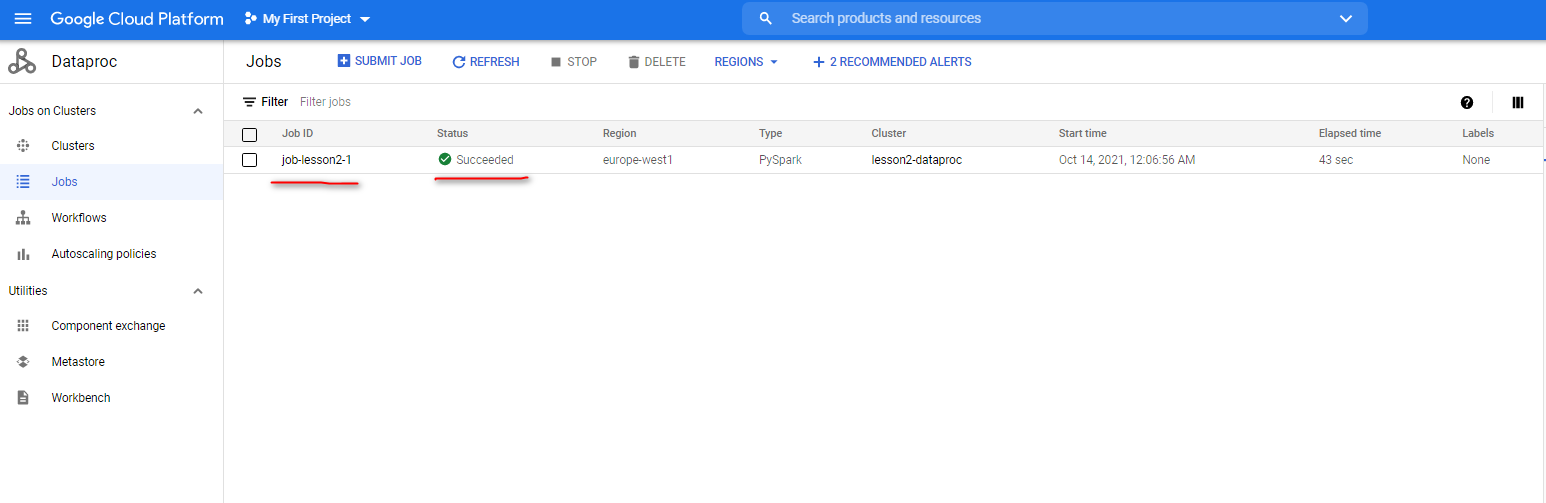 Google Cloud Platform My First Project Search products and resources
Dataproc Jobs SUBMIT JOB REFRESH STOP DELETE REGIONS 2 RECOMMENDED ALERTS
Jobs on Clusters
Clusters
Jobs
Workflows
Autoscaling policies
Utilities
Component exchange
Metastore
Workbench
Filter Filter jobs
Job ID Status Region Type Cluster Start time Elapsed time Labels
job-lesson2-1 Succeeded europe-west1 PySpark lesson2-dataproc Oct 14, 2021, 12:06:56 AM 43 sec None